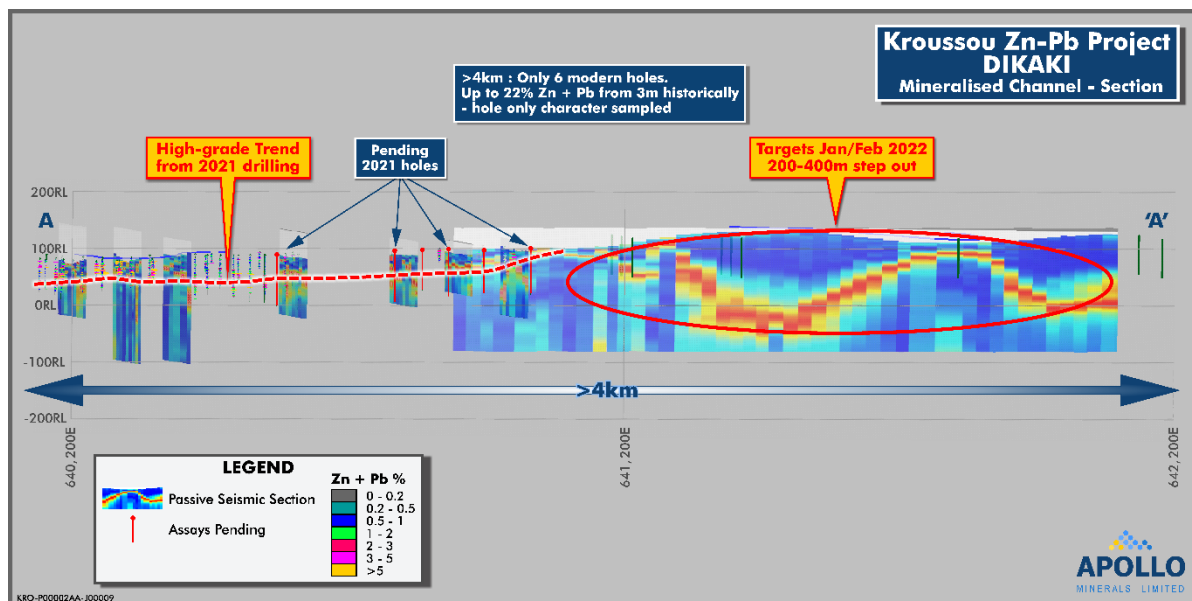 Kroussou Zn-Pb Project
DIKAKI
Mineralised Channel - Section
>4km : Only 6 modern holes.
Up to 22% Zn + Pb from 3m historically
- hole only character sampled
High-grade Trend
from 2021 drilling
Pending
2021 holes
Targets Jan/Feb 2022
200-400m step out
200RL
A
'A'
100RL
0RL
-100RL
>4km
-200RL
640,200E
641,200E
642,200E
LEGEND
Passive Seismic Section
Assays Pending
Zn + Pb %
0 - 0.2
0.2 - 0.5
0.5 - 1
1 - 2
2 - 3
3 - 5
>5
APOLLO
MINERALS LIMITED
KRO-P00002AA-J00009